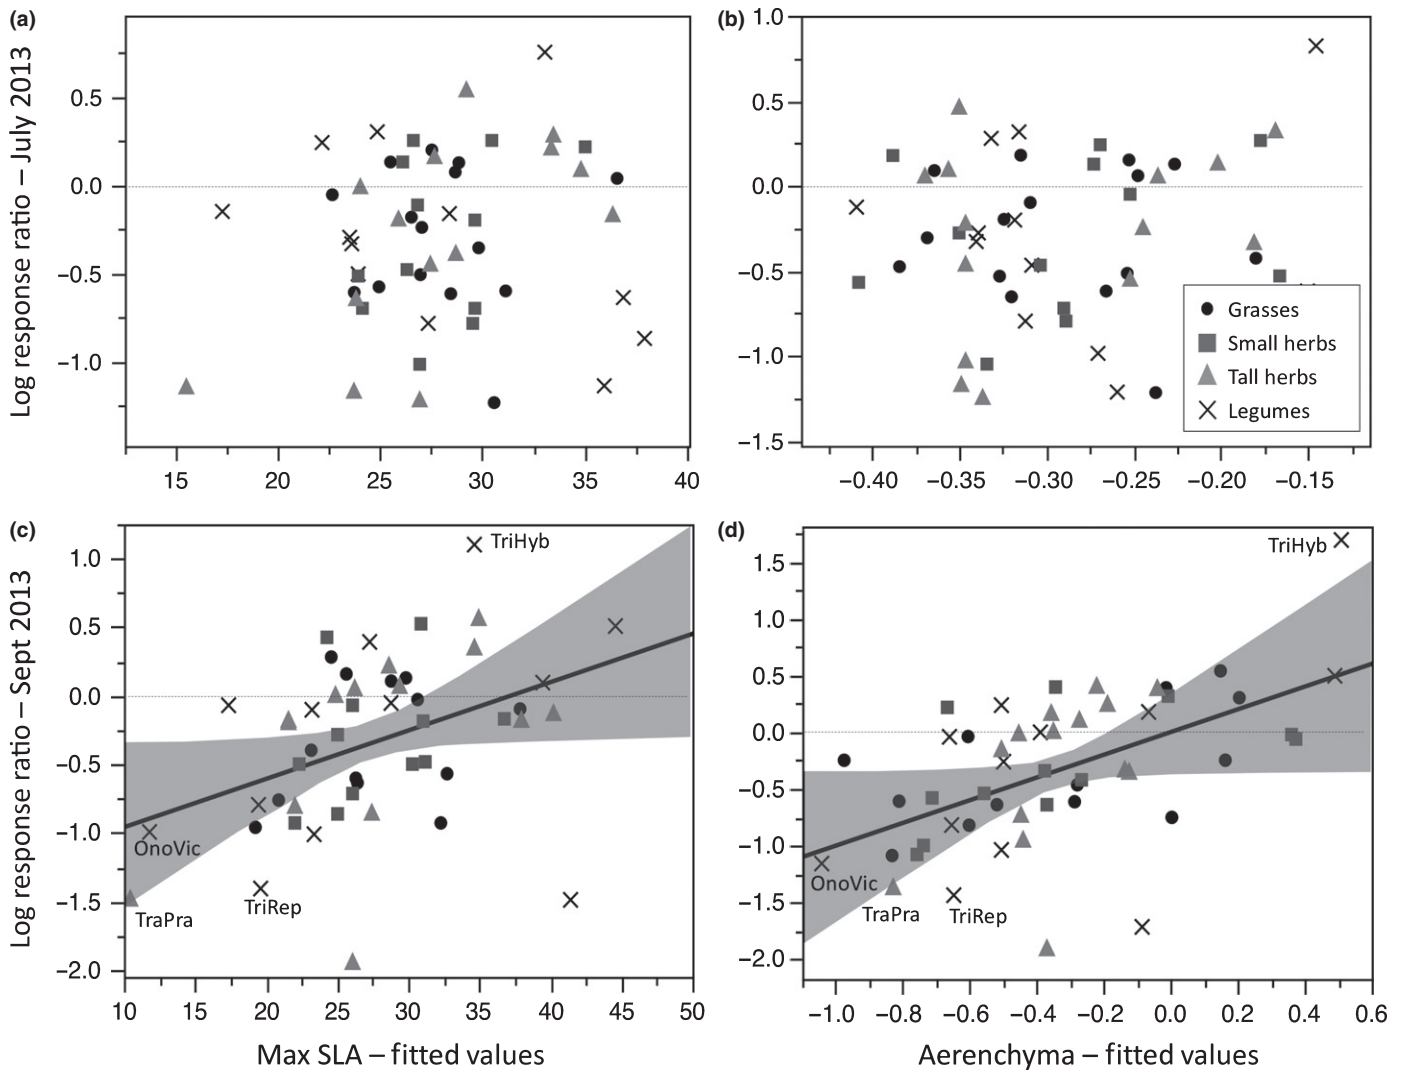 (a)
Log response ratio – July 2013
0.5
0.0
−0.5
−1.0
15 20 25 30 35 40
(b)
1.0
0.5
0.0
−0.5
−1.0
−1.5
−0.40 −0.35 −0.30 −0.25 −0.20 −0.15
Grasses
Small herbs
Tall herbs
Legumes
(c)
Log response ratio – Sept 2013
1.0
0.5
0.0
−0.5
−1.0
−1.5
−2.0
TriHyb
OnoVic
TriRep
TraPra
10 15 20 25 30 35 40 45 50
Max SLA – fitted values
(d)
1.5
1.0
0.5
0.0
−0.5
−1.0
−1.5
−2.0
TriHyb
OnoVic
TraPra TriRep
−1.0 −0.8 −0.6 −0.4 −0.2 0.0 0.2 0.4 0.6
Aerenchyma – fitted values